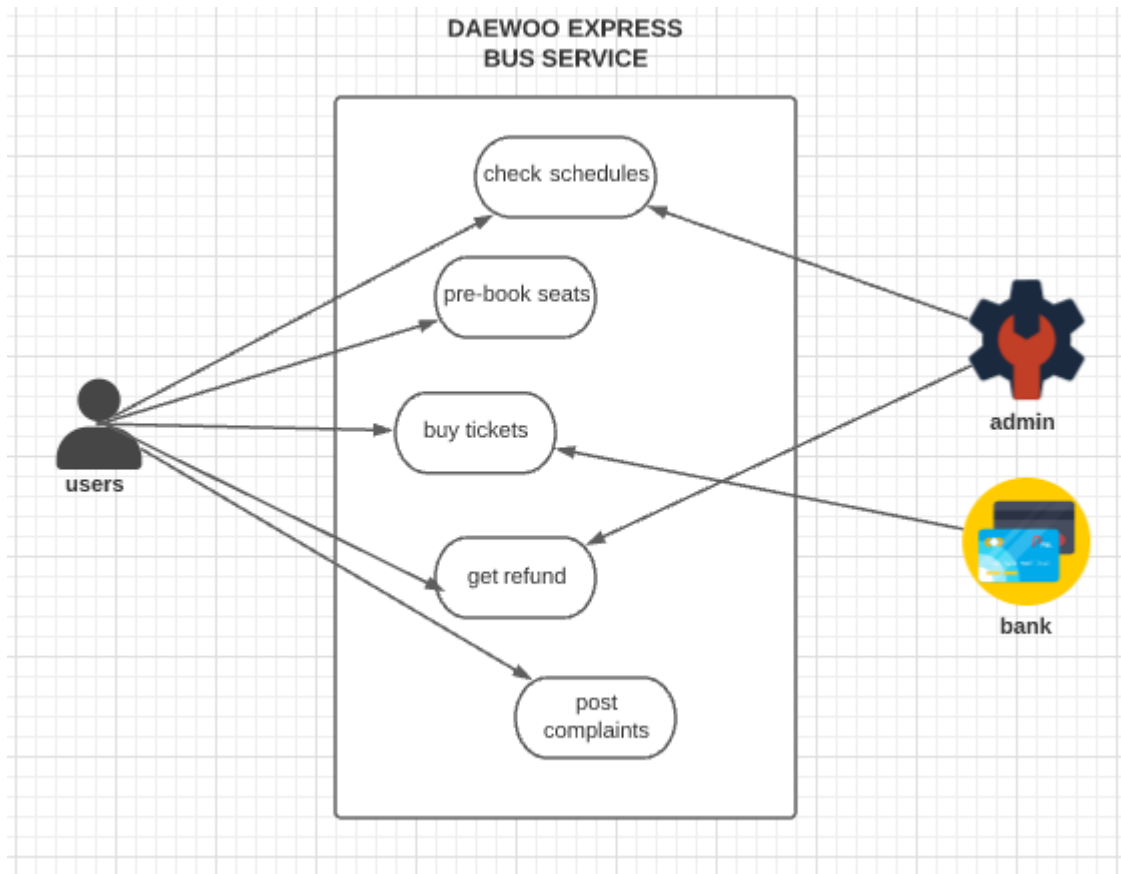 DAEWOO EXPRESS
BUS SERVICE
check schedules
pre-book seats
buy tickets
get refund
post
complaints
users
admin
bank